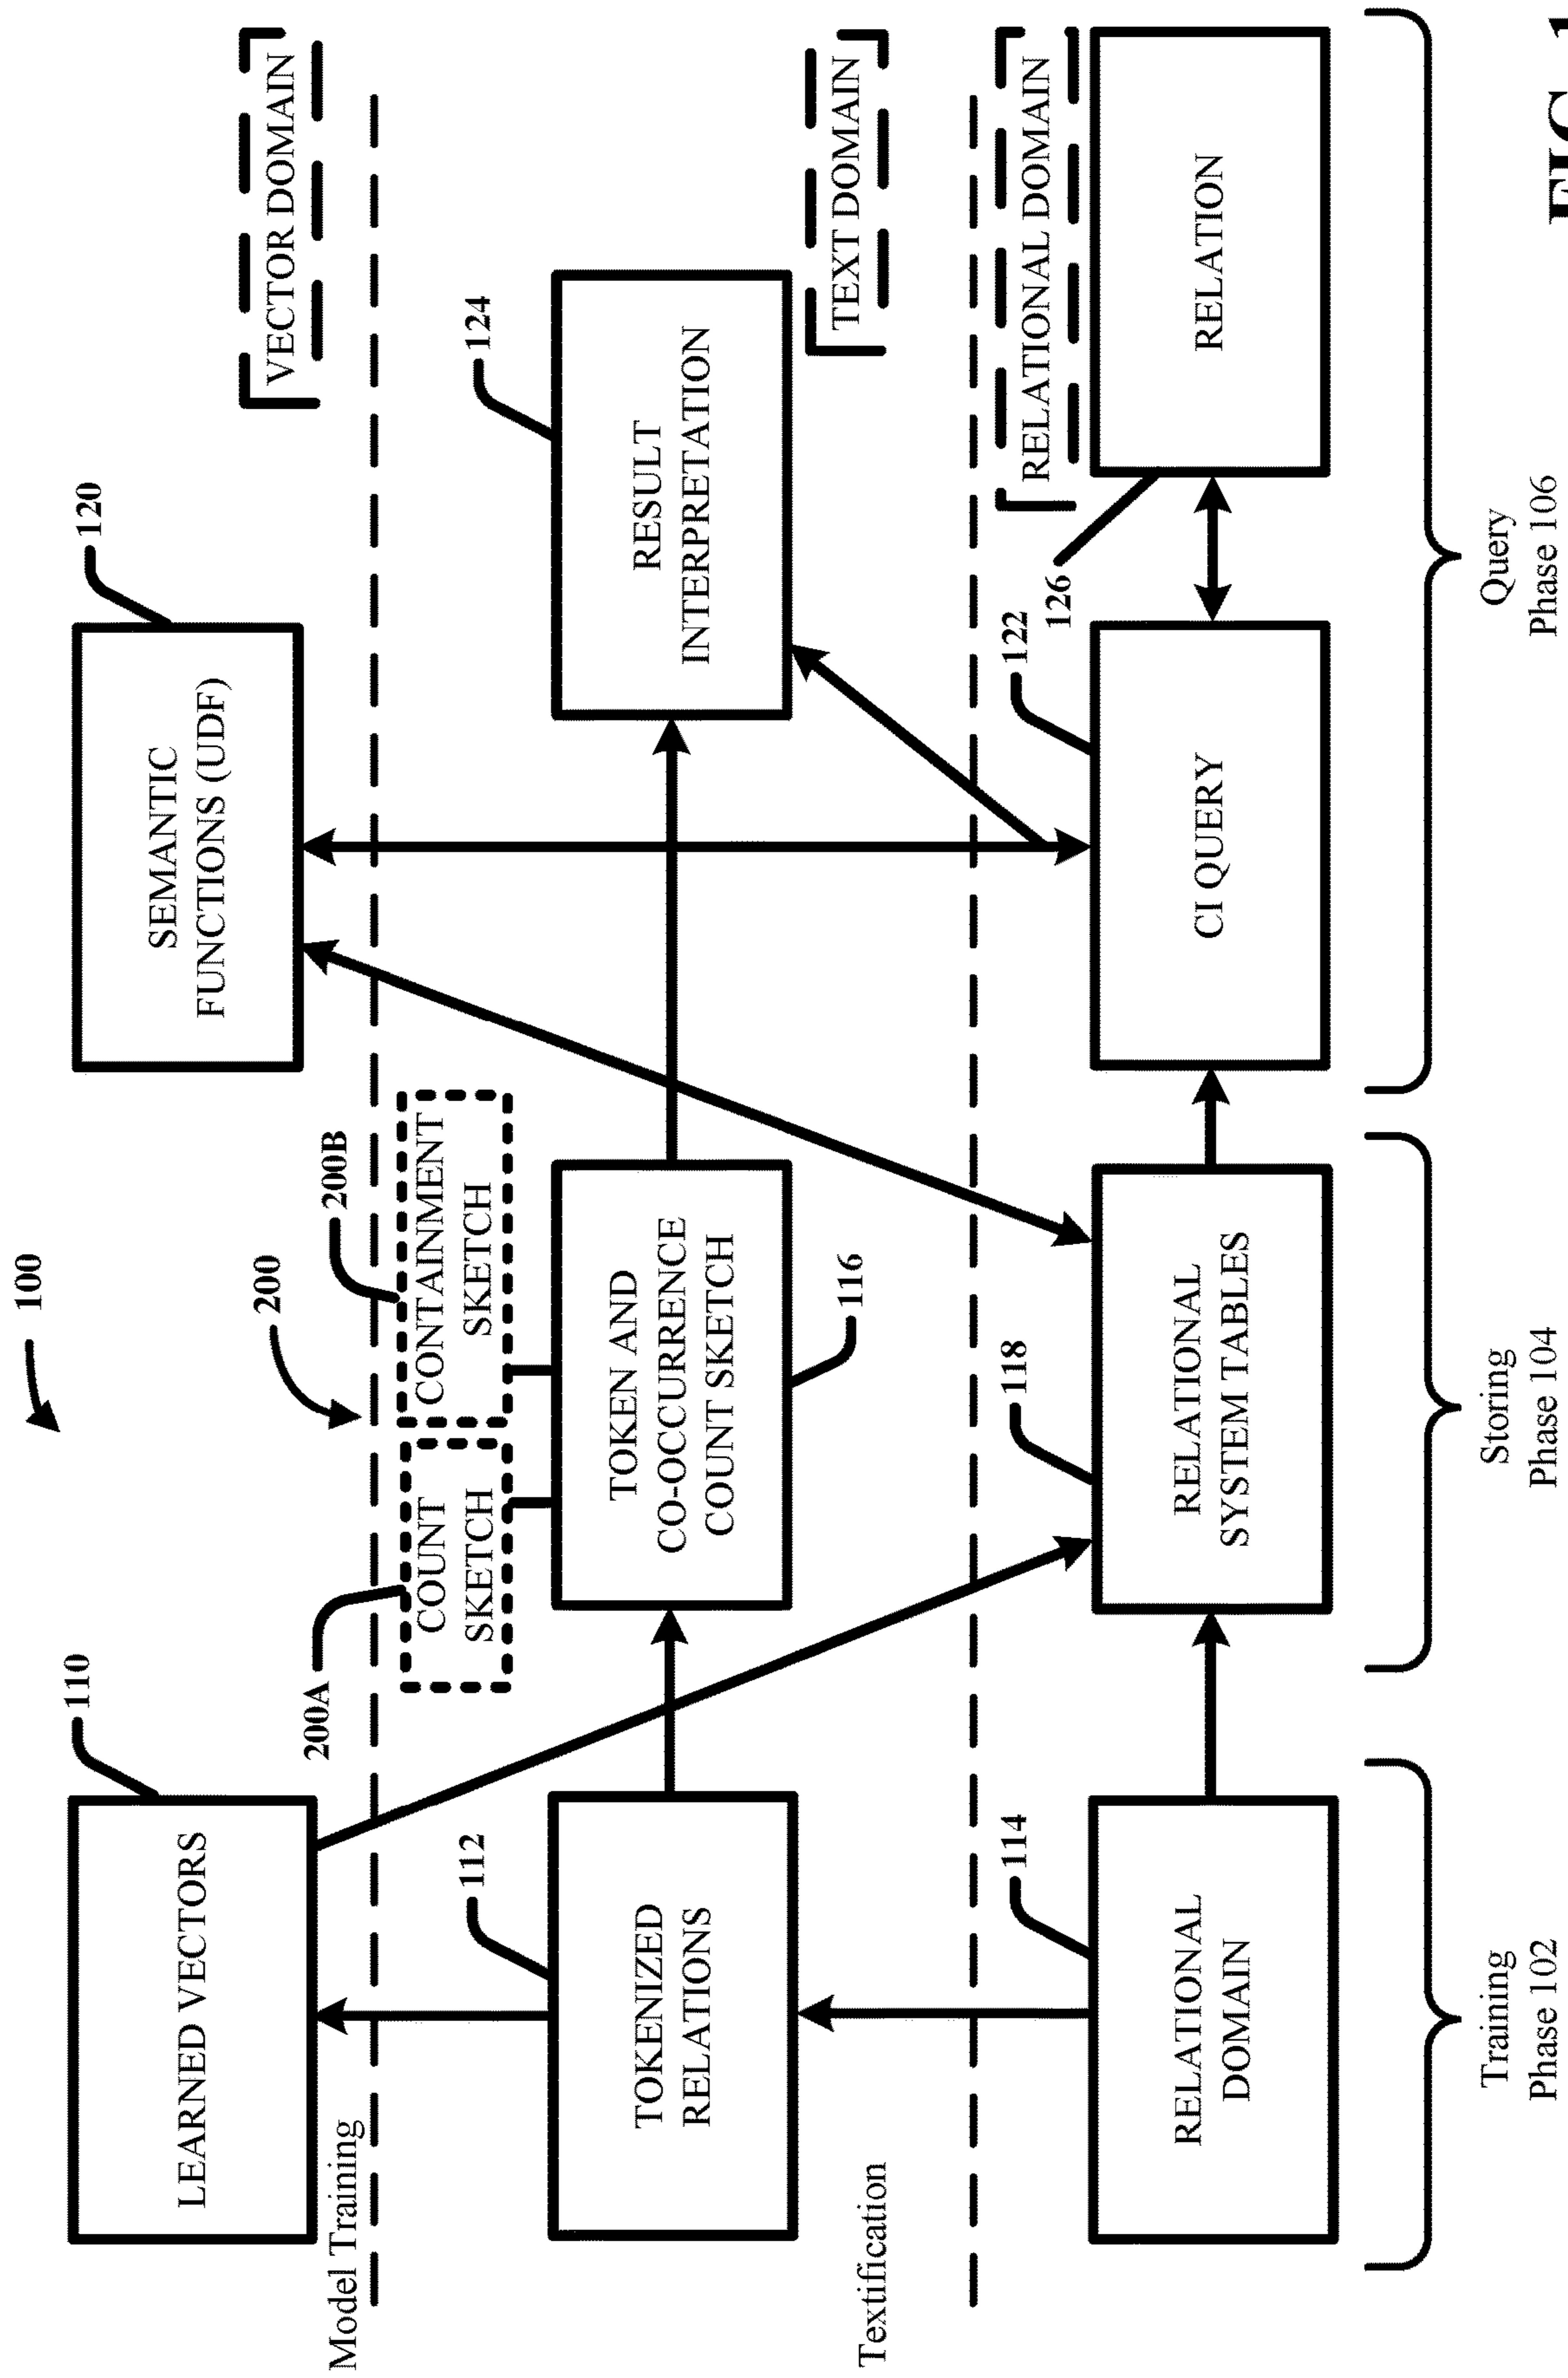 100
VECTOR DOMAIN
110
120
LEARNED VECTORS
SEMANTIC
FUNCTIONS (UDF)
Model Training
200
200A
200B
COUNT
SKETCH
CONTAINMENT
SKETCH
112
124
TOKENIZED
RELATIONS
TOKEN AND
CO-OCCURRENCE
COUNT SKETCH
RESULT
INTERPRETATION
116
TEXT DOMAIN
Textification
114
118
122
126
RELATIONAL DOMAIN
RELATIONAL
DOMAIN
RELATIONAL
SYSTEM TABLES
CI QUERY
RELATION
Training
Phase 102
Storing
Phase 104
Query
Phase 106